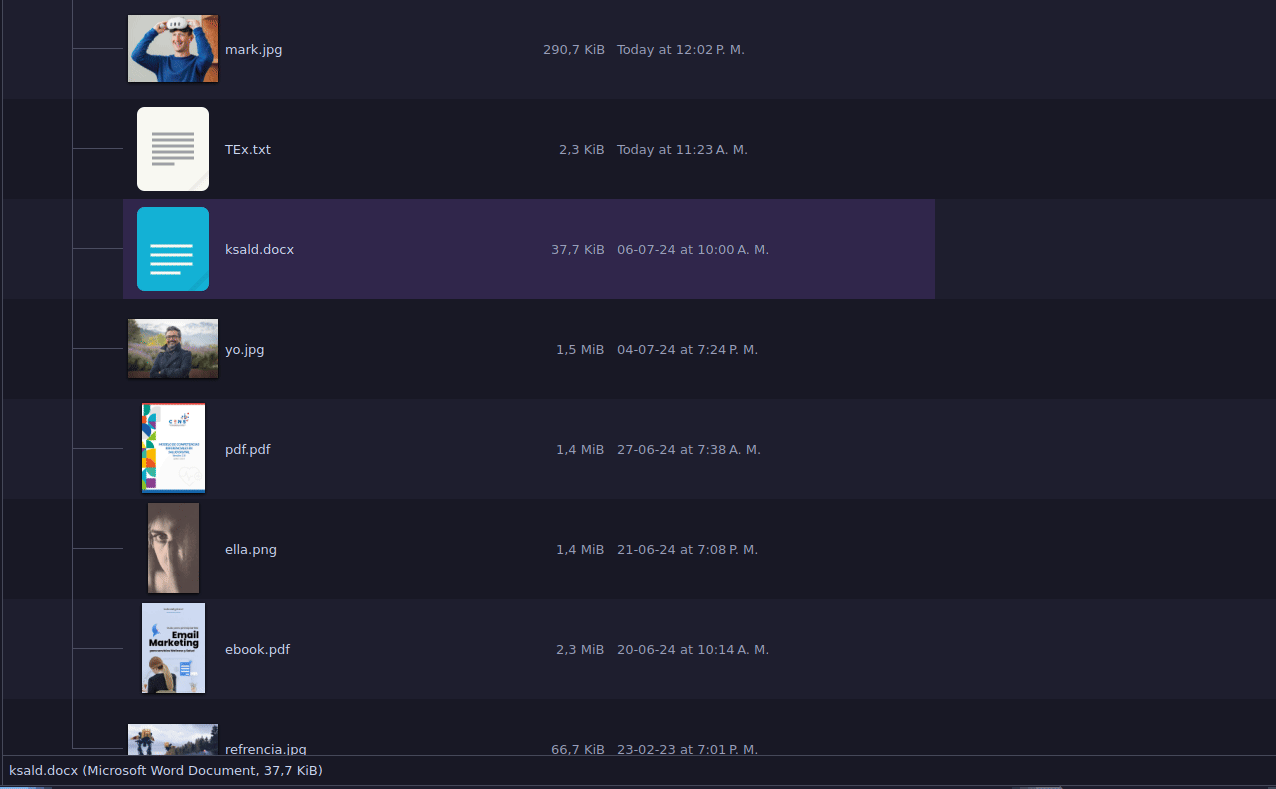 mark.jpg 290,7 KiB Today at 12:02 P. M.
TEx.txt 2,3 KiB Today at 11:23 A. M.
ksald.docx 37,7 KiB 06-07-24 at 10:00 A. M.
yo.jpg 1,5 MiB 04-07-24 at 7:24 P. M.
pdf.pdf 1,4 MiB 27-06-24 at 7:38 A. M.
ella.png 1,4 MiB 21-06-24 at 7:08 P. M.
Email
Marketing
ebook.pdf 2,3 MiB 20-06-24 at 10:14 A. M.
refrencia.jpg 66,7 KiB 23-02-23 at 7:01 P. M.
ksald.docx (Microsoft Word Document, 37,7 KiB)